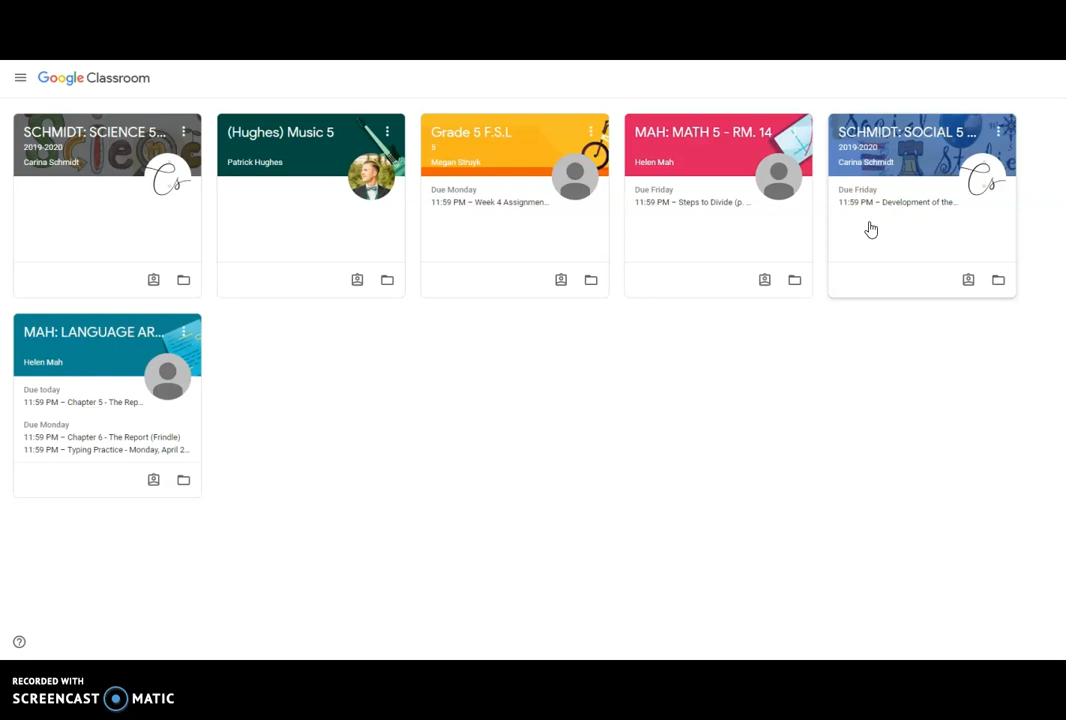 Google Classroom
SCHMIDT: SCIENCE 5...
2019-2020
Carina Schmidt
(Hughes) Music 5
Patrick Hughes
Grade 5 F.S.L
5
Megan Struyk
Due Monday
11:59 PM – Week 4 Assignmen...
MAH: MATH 5 - RM. 14
Helen Mah
Due Friday
11:59 PM – Steps to Divide (p. ...
SCHMIDT: SOCIAL 5 ...
2019-2020
Carina Schmidt
Due Friday
11:59 PM – Development of the...
MAH: LANGUAGE AR...
Helen Mah
Due today
11:59 PM – Chapter 5 - The Rep...
Due Monday
11:59 PM – Chapter 6 - The Report (Frindle)
11:59 PM – Typing Practice - Monday, April 2...
RECORDED WITH
SCREENCAST MATIC